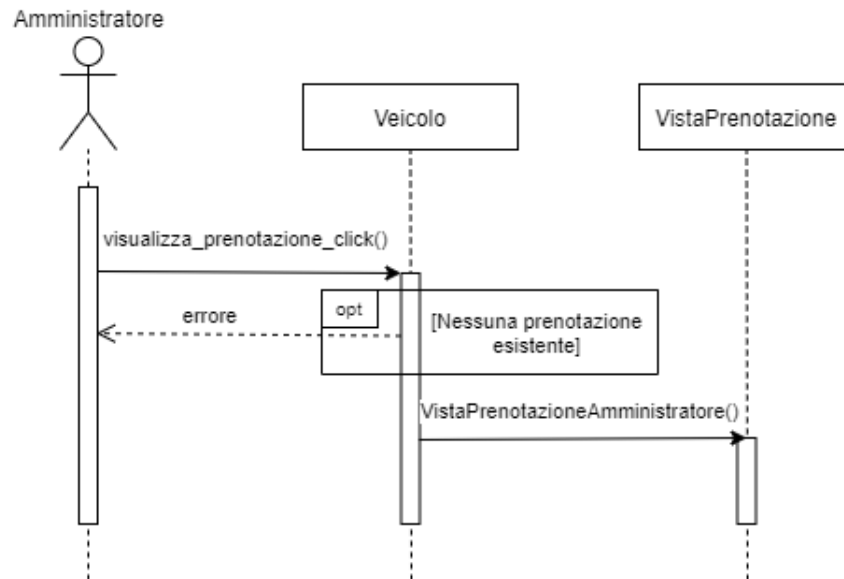 Amministratore
Veicolo
VistaPrenotazione
visualizza_prenotazione_click()
errore
opt
[Nessuna prenotazione
esistente]
VistaPrenotazioneAmministratore()